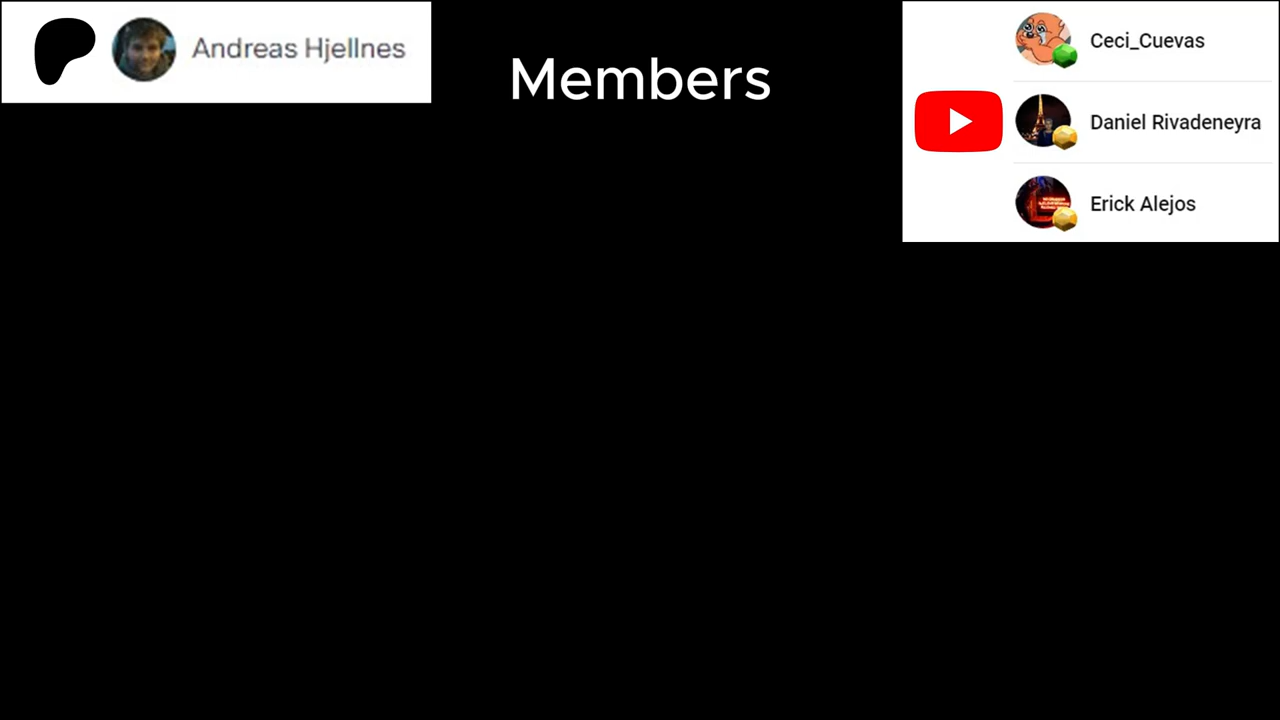 Andreas Hjellnes
Members
Ceci_Cuevas
Daniel Rivadeneyra
Erick Alejos